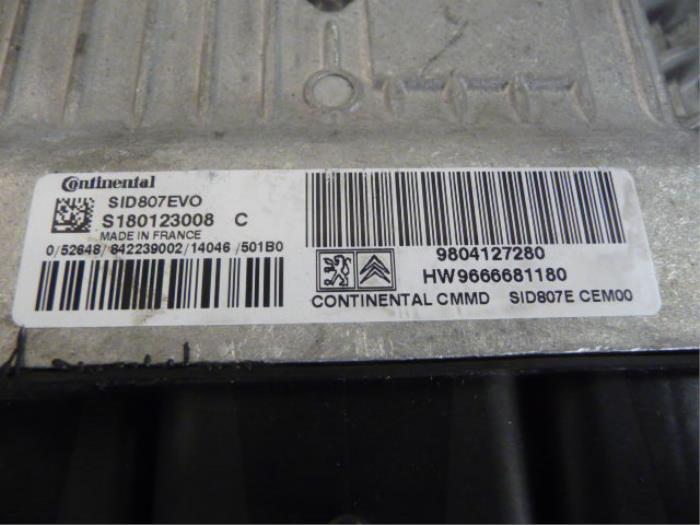 Continental
SID807EVO
S180123008 C
MADE IN FRANCE
0/52648/842239002/14046/501B0
9804127280
HW9666681180
CONTINENTAL CMMD SID807E CEM00